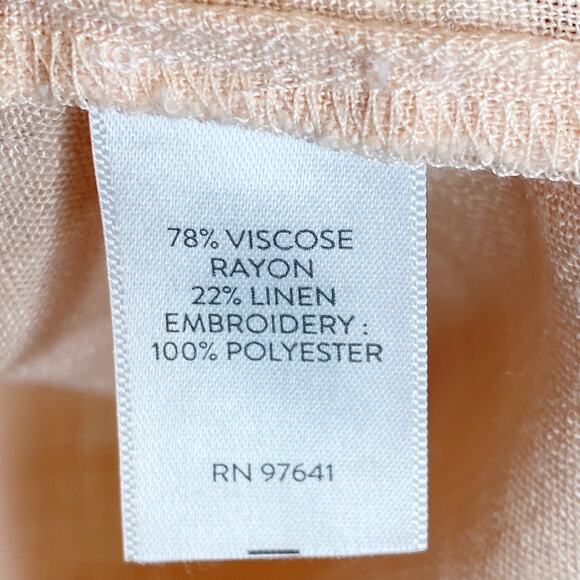 78% VISCOSE
RAYON
22% LINEN
EMBROIDERY :
100% POLYESTER
RN 97641